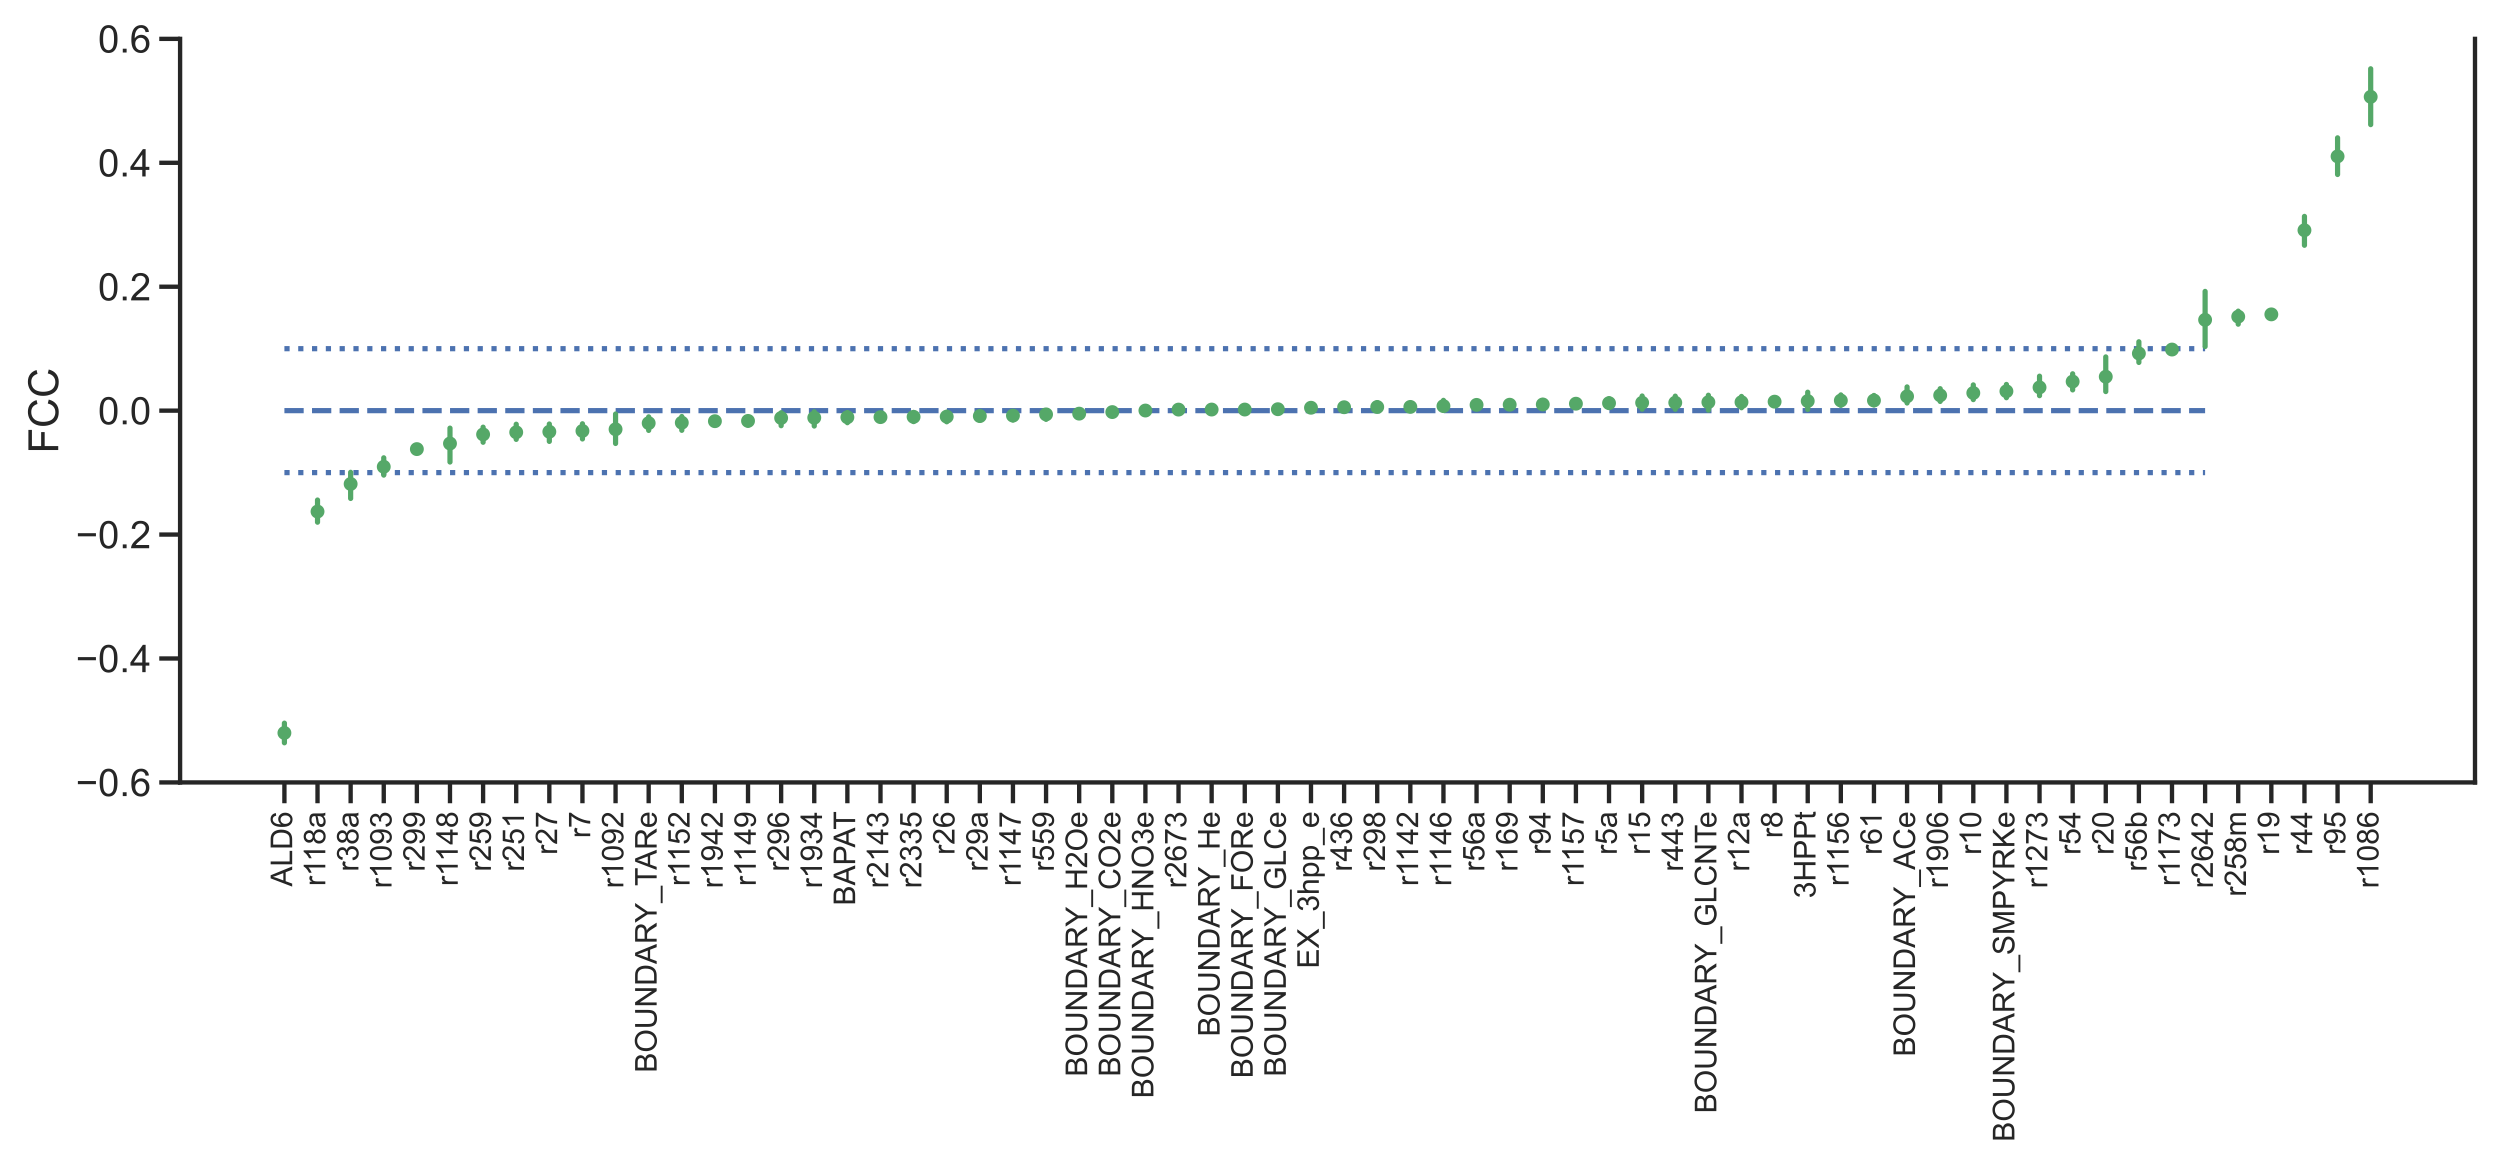 0.6
0.4
0.2
0.0
−0.2
−0.4
−0.6
FCC
ALD6
r118a
r38a
r1093
r299
r1148
r259
r251
r27
r7
r1092
BOUNDARY_TARe
r1152
r1942
r1149
r296
r1934
BAPAT
r2143
r2335
r26
r29a
r1147
r559
BOUNDARY_H2Oe
BOUNDARY_CO2e
BOUNDARY_HNO3e
r2673
BOUNDARY_He
BOUNDARY_FORe
BOUNDARY_GLCe
EX_3hpp_e
r436
r298
r1142
r1146
r56a
r1169
r94
r1157
r5a
r15
r443
BOUNDARY_GLCNTe
r12a
r8
3HPPt
r1156
r61
BOUNDARY_ACe
r1906
r10
BOUNDARY_SMPYRKe
r1273
r54
r20
r56b
r1173
r2642
r258m
r19
r44
r95
r1086